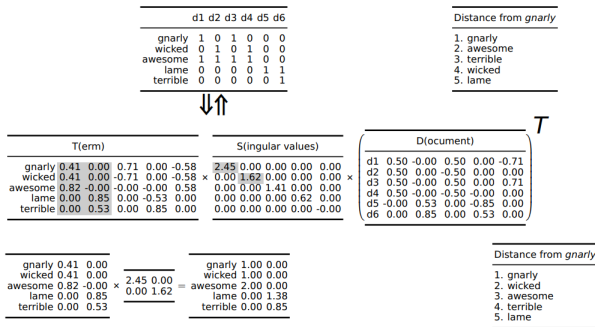 d1 d2 d3 d4 d5 d6
gnarly 1 0 1 0 0 0
wicked 0 1 0 1 0 0
awesome 1 1 1 1 0 0
lame 0 0 0 0 1 1
terrible 0 0 0 0 0 1
Distance from gnarly
1. gnarly
2. awesome
3. terrible
4. wicked
5. lame
⇓⇑
T(erm)
gnarly 0.41 0.00 0.71 0.00 -0.58
wicked 0.41 0.00 -0.71 0.00 -0.58
awesome 0.82 -0.00 -0.00 -0.00 0.58
lame 0.00 0.85 0.00 -0.53 0.00
terrible 0.00 0.53 0.00 0.85 0.00
×
S(ingular values)
2.45 0.00 0.00 0.00 0.00
0.00 1.62 0.00 0.00 0.00
0.00 0.00 1.41 0.00 0.00
0.00 0.00 0.00 0.62 0.00
0.00 0.00 0.00 0.00 -0.00
×
D(ocument)
d1 0.50 -0.00 0.50 0.00 -0.71
d2 0.50 0.00 -0.50 0.00 0.00
d3 0.50 -0.00 0.50 0.00 0.71
d4 0.50 -0.00 -0.50 -0.00 0.00
d5 -0.00 0.53 0.00 -0.85 0.00
d6 0.00 0.85 0.00 0.53 0.00
T
gnarly 0.41 0.00
wicked 0.41 0.00
awesome 0.82 -0.00
lame 0.00 0.85
terrible 0.00 0.53
×
2.45 0.00
0.00 1.62
=
gnarly 1.00 0.00
wicked 1.00 0.00
awesome 2.00 0.00
lame 0.00 1.38
terrible 0.00 0.85
Distance from gnarly
1. gnarly
2. wicked
3. awesome
4. terrible
5. lame